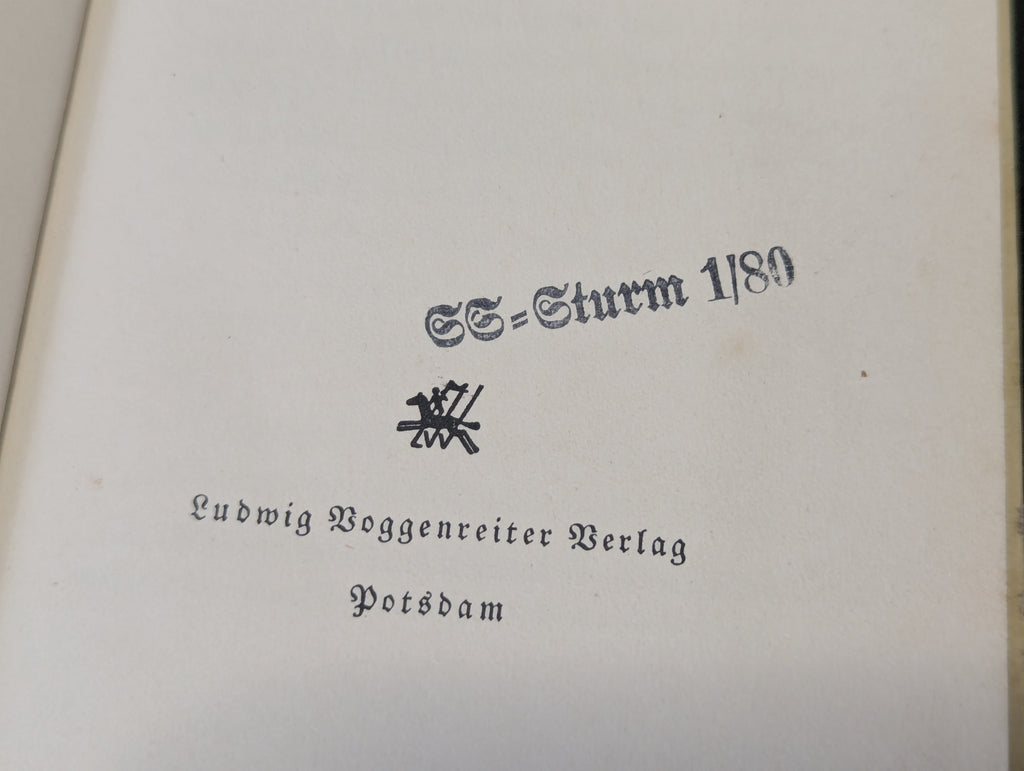 SS=Sturm 1/80
Ludwig Voggenreiter Verlag
Potsdam